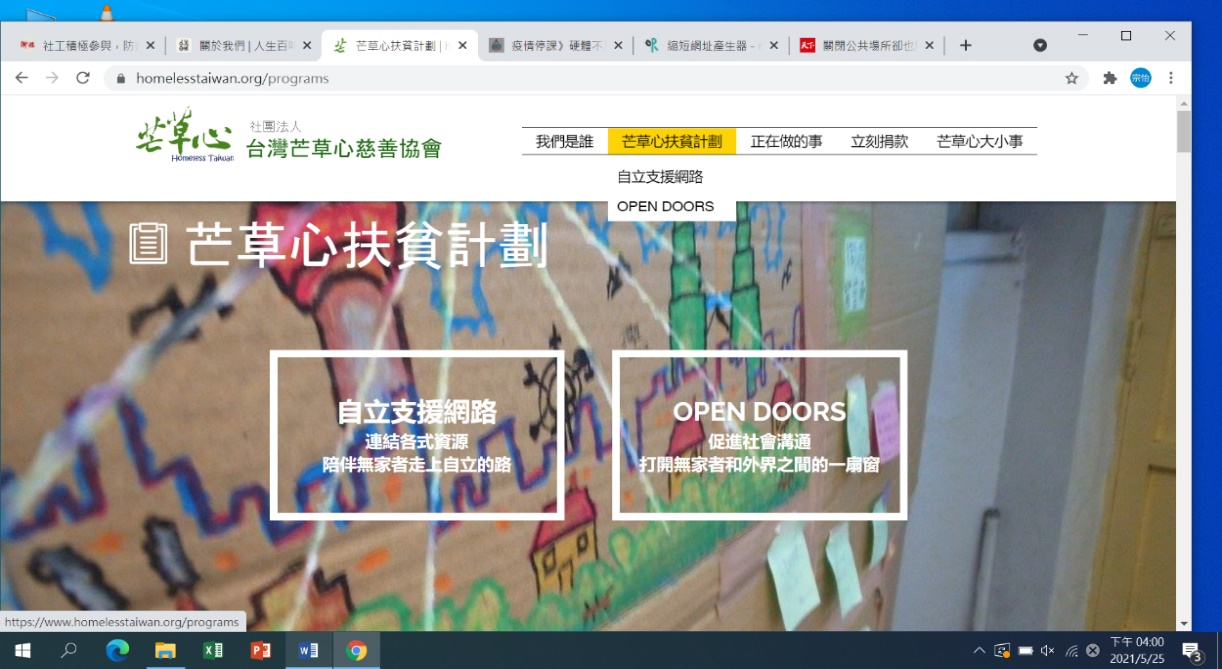 社工積極參與，防
關於我們 | 人生百
芒草心扶貧計劃 |
疫情停課》硬體不
縮短網址產生器 -
關閉公共場所卻也
homelesstaiwan.org/programs
宗怡
芒草心
Homeless Taiwan
社團法人
台灣芒草心慈善協會
我們是誰 芒草心扶貧計劃 正在做的事 立刻捐款 芒草心大小事
自立支援網路
OPEN DOORS
芒草心扶貧計劃
自立支援網路
連結各式資源
陪伴無家者走上自立的路
OPEN DOORS
促進社會溝通
打開無家者和外界之間的一扇窗
https://www.homelesstaiwan.org/programs
下午 04:00
2021/5/25
3